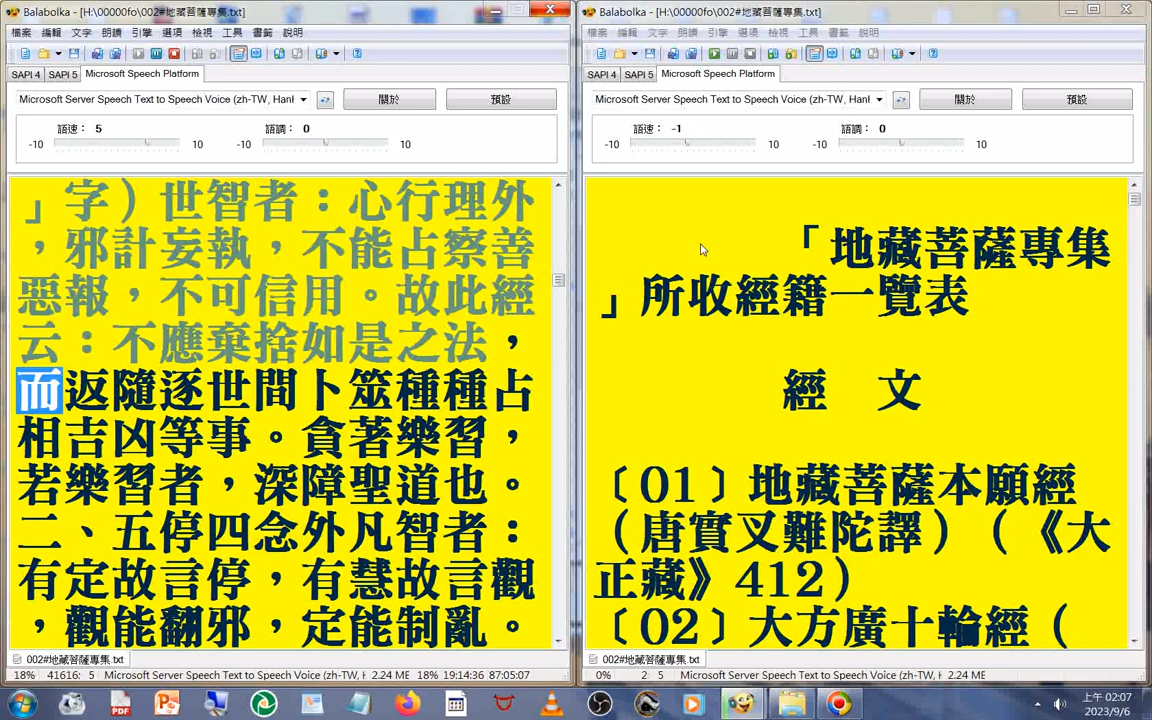 Balabolka - [H:\00000fo\002#地藏菩薩專集.txt]
檔案 編輯 文字 朗讀 引擎 選項 檢視 工具 書籤 說明
SAPI 4 SAPI 5 Microsoft Speech Platform
Microsoft Server Speech Text to Speech Voice (zh-TW, Hanl
關於
預設
語速： 5 語調： 0
-10 10 -10 10
」字）世智者：心行理外
，邪計妄執，不能占察善
惡報，不可信用。故此經
云：不應棄捨如是之法，
而返隨逐世間卜筮種種占
相吉凶等事。貪著樂習，
若樂習者，深障聖道也。
二、五停四念外凡智者：
有定故言停，有慧故言觀
，觀能翻邪，定能制亂。
002#地藏菩薩專集.txt
18% 41616: 5 Microsoft Server Speech Text to Speech Voice (zh-TW, H 2.24 ME 18% 19:14:36 87:05:07
Balabolka - [H:\00000fo\002#地藏菩薩專集.txt]
檔案 編輯 文字 朗讀 引擎 選項 檢視 工具 書籤 說明
SAPI 4 SAPI 5 Microsoft Speech Platform
Microsoft Server Speech Text to Speech Voice (zh-TW, Hanl
關於
預設
語速： -1 語調： 0
-10 10 -10 10
「地藏菩薩專集
」所收經籍一覽表
經　文
〔01〕地藏菩薩本願經
（唐實叉難陀譯）（《大
正藏》412）
〔02〕大方廣十輪經（
002#地藏菩薩專集.txt
0% 2: 5 Microsoft Server Speech Text to Speech Voice (zh-TW, H 2.24 ME
上午 02:07
2023/9/6